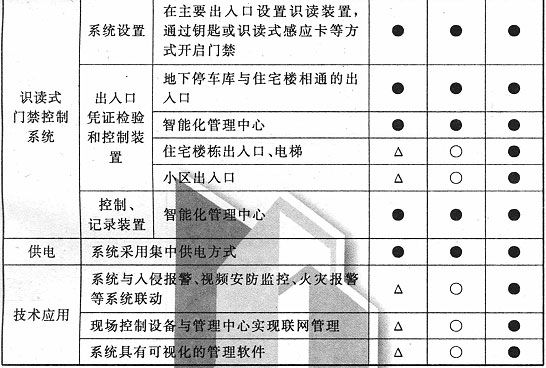 系统设置
在主要出入口设置识读装置，
通过钥匙或识读式感应卡等方
式开启门禁
● ● ●
识读式
门禁控制
系统
出入口
凭证检验
和控制装
置
地下停车库与住宅楼相通的出
入口
● ● ●
智能化管理中心
● ● ●
住宅楼栋出入口、电梯
△ ○ ●
小区出入口
△ ○ ●
控制、
记录装置
智能化管理中心
● ● ●
供电
系统采用集中供电方式
● ● ●
技术应用
系统与入侵报警、视频安防监控、火灾报警
等系统联动
△ ○ ●
现场控制设备与管理中心实现联网管理
△ ○ ●
系统具有可视化的管理软件
△ ○ ●